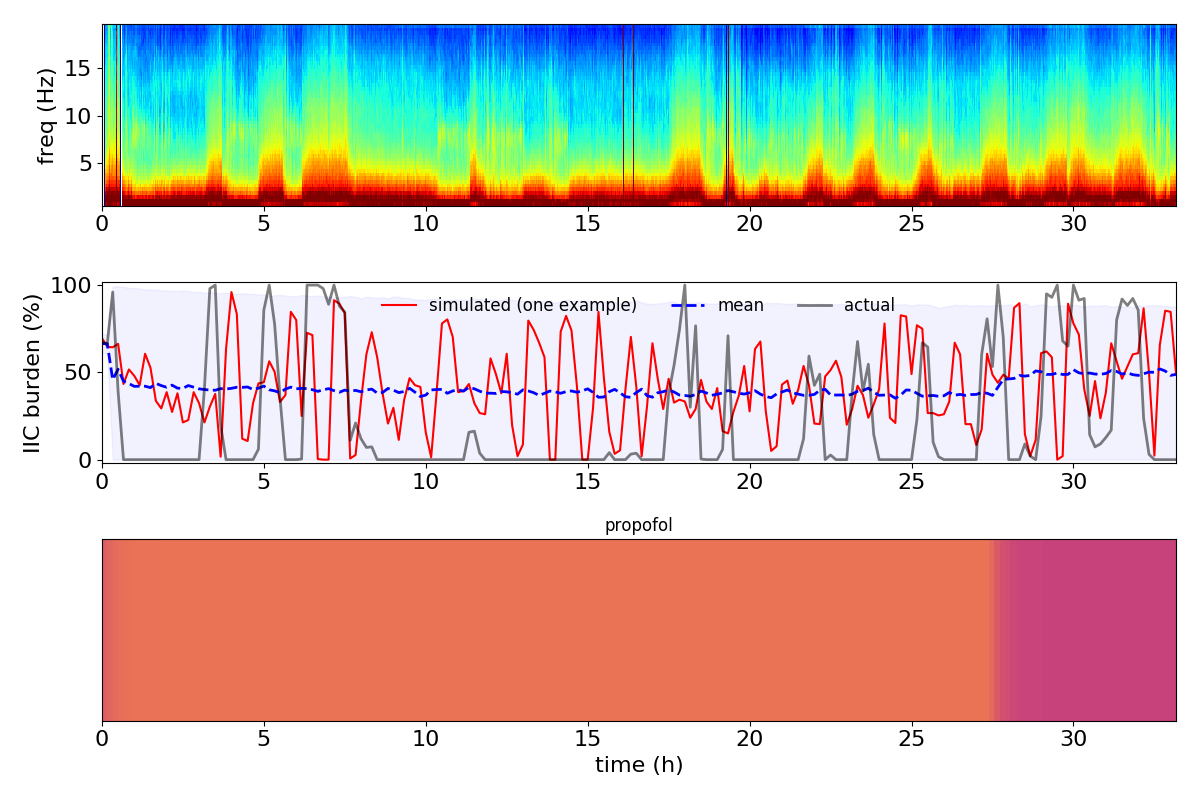 freq (Hz)
15
10
5
0 5 10 15 20 25 30
IIC burden (%)
100
50
0
simulated (one example) mean actual
0 5 10 15 20 25 30
propofol
0 5 10 15 20 25 30
time (h)